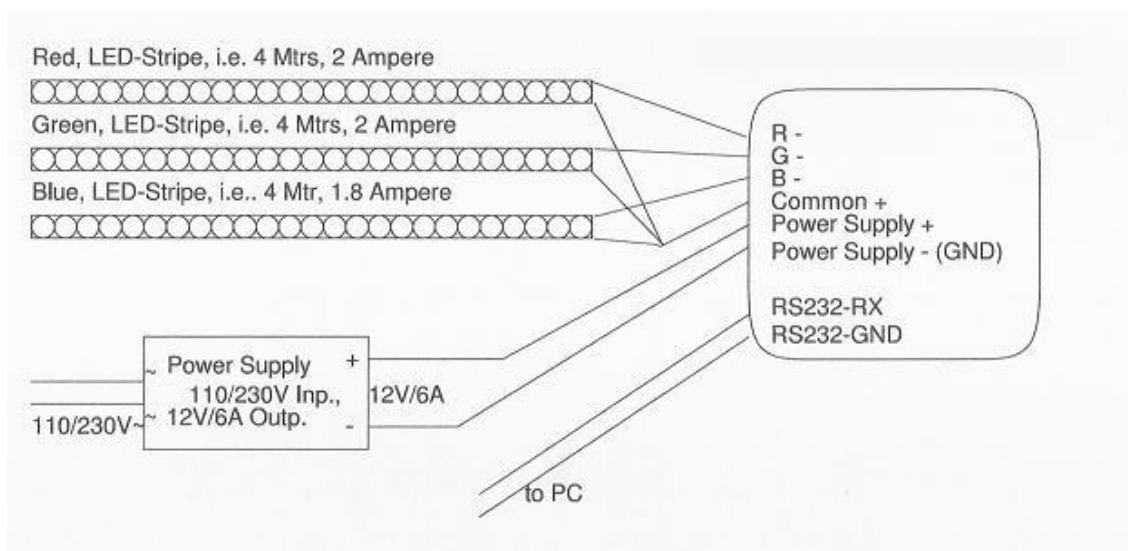 Red, LED-Stripe, i.e. 4 Mtrs, 2 Ampere
Green, LED-Stripe, i.e. 4 Mtrs, 2 Ampere
Blue, LED-Stripe, i.e.. 4 Mtr, 1.8 Ampere
R -
G -
B -
Common +
Power Supply +
Power Supply - (GND)
RS232-RX
RS232-GND
~ Power Supply +
110/230V Inp., 12V/6A
110/230V~ ~ 12V/6A Outp. -
to PC